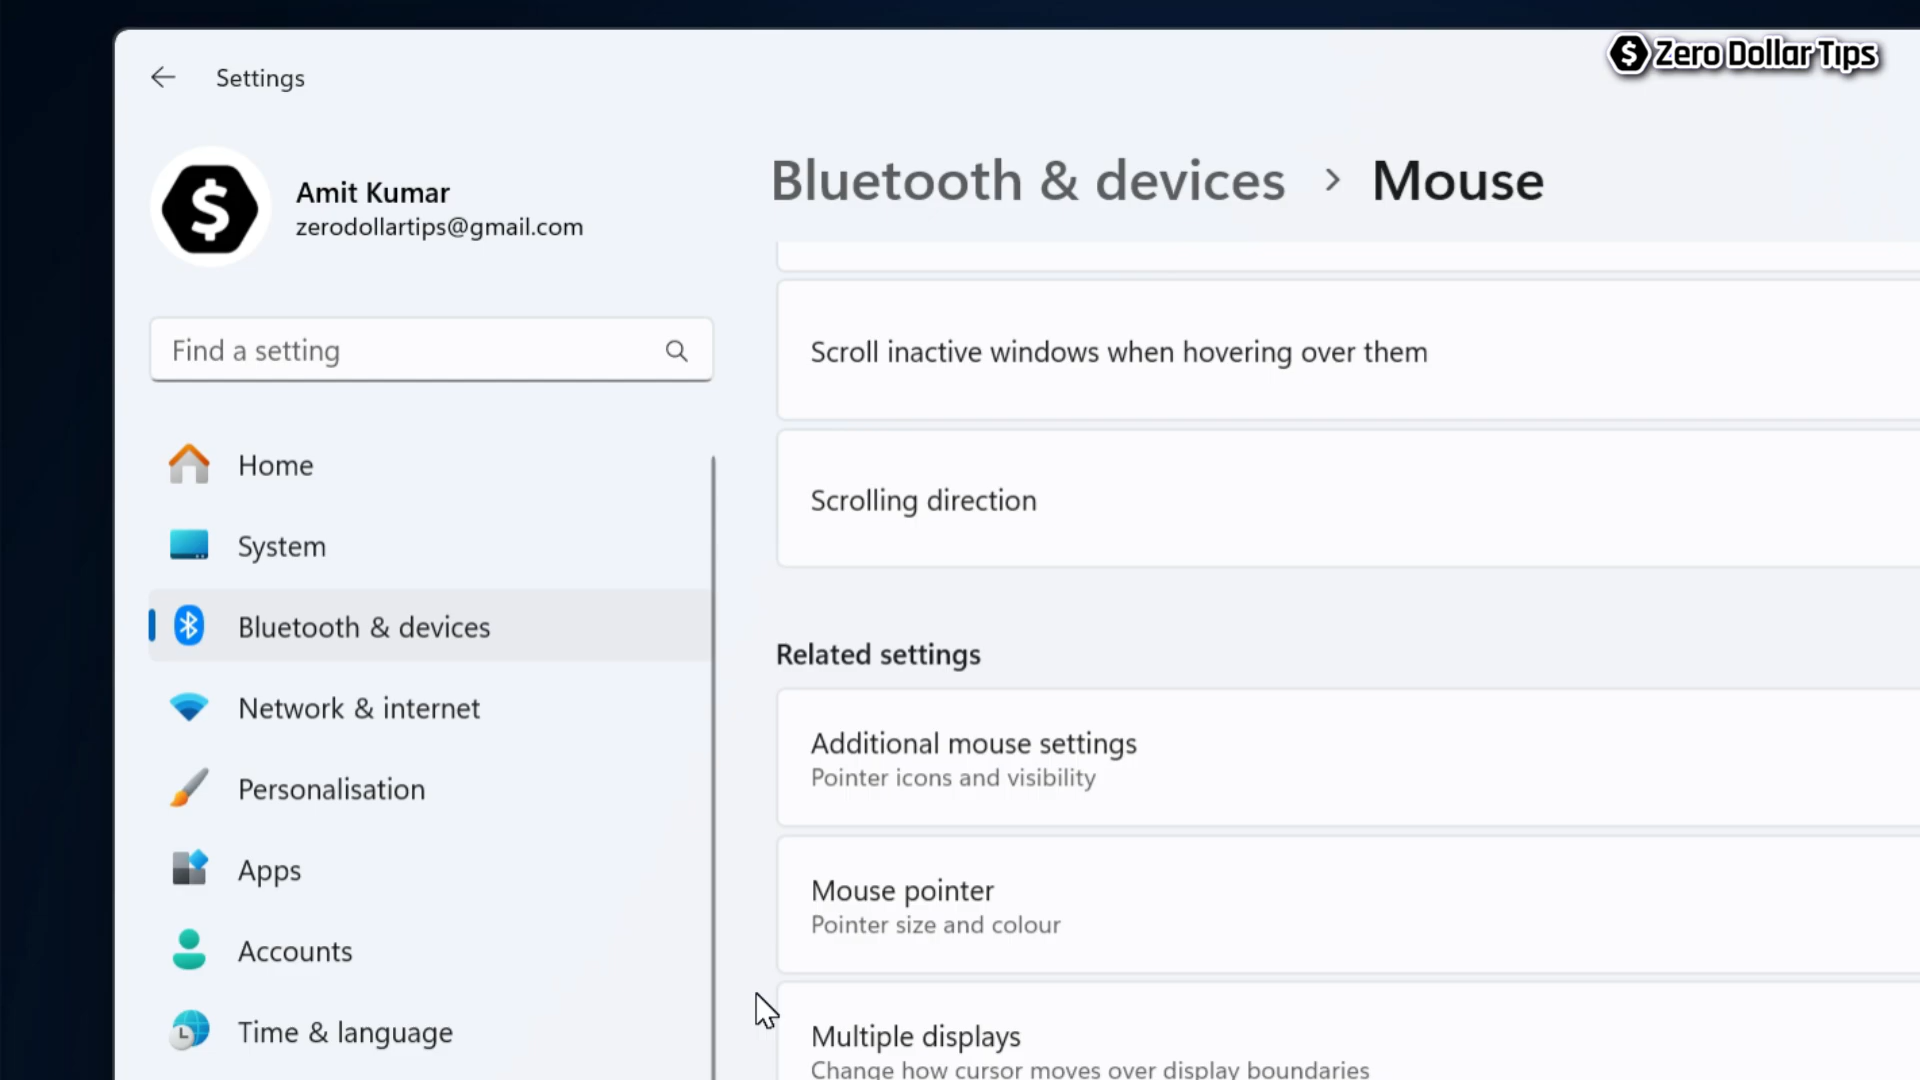 Zero Dollar Tips
Settings
Amit Kumar
zerodollartips@gmail.com
Find a setting
Home
System
Bluetooth & devices
Network & internet
Personalisation
Apps
Accounts
Time & language
Bluetooth & devices > Mouse
Scroll inactive windows when hovering over them
Scrolling direction
Related settings
Additional mouse settings
Pointer icons and visibility
Mouse pointer
Pointer size and colour
Multiple displays
Change how cursor moves over display boundaries